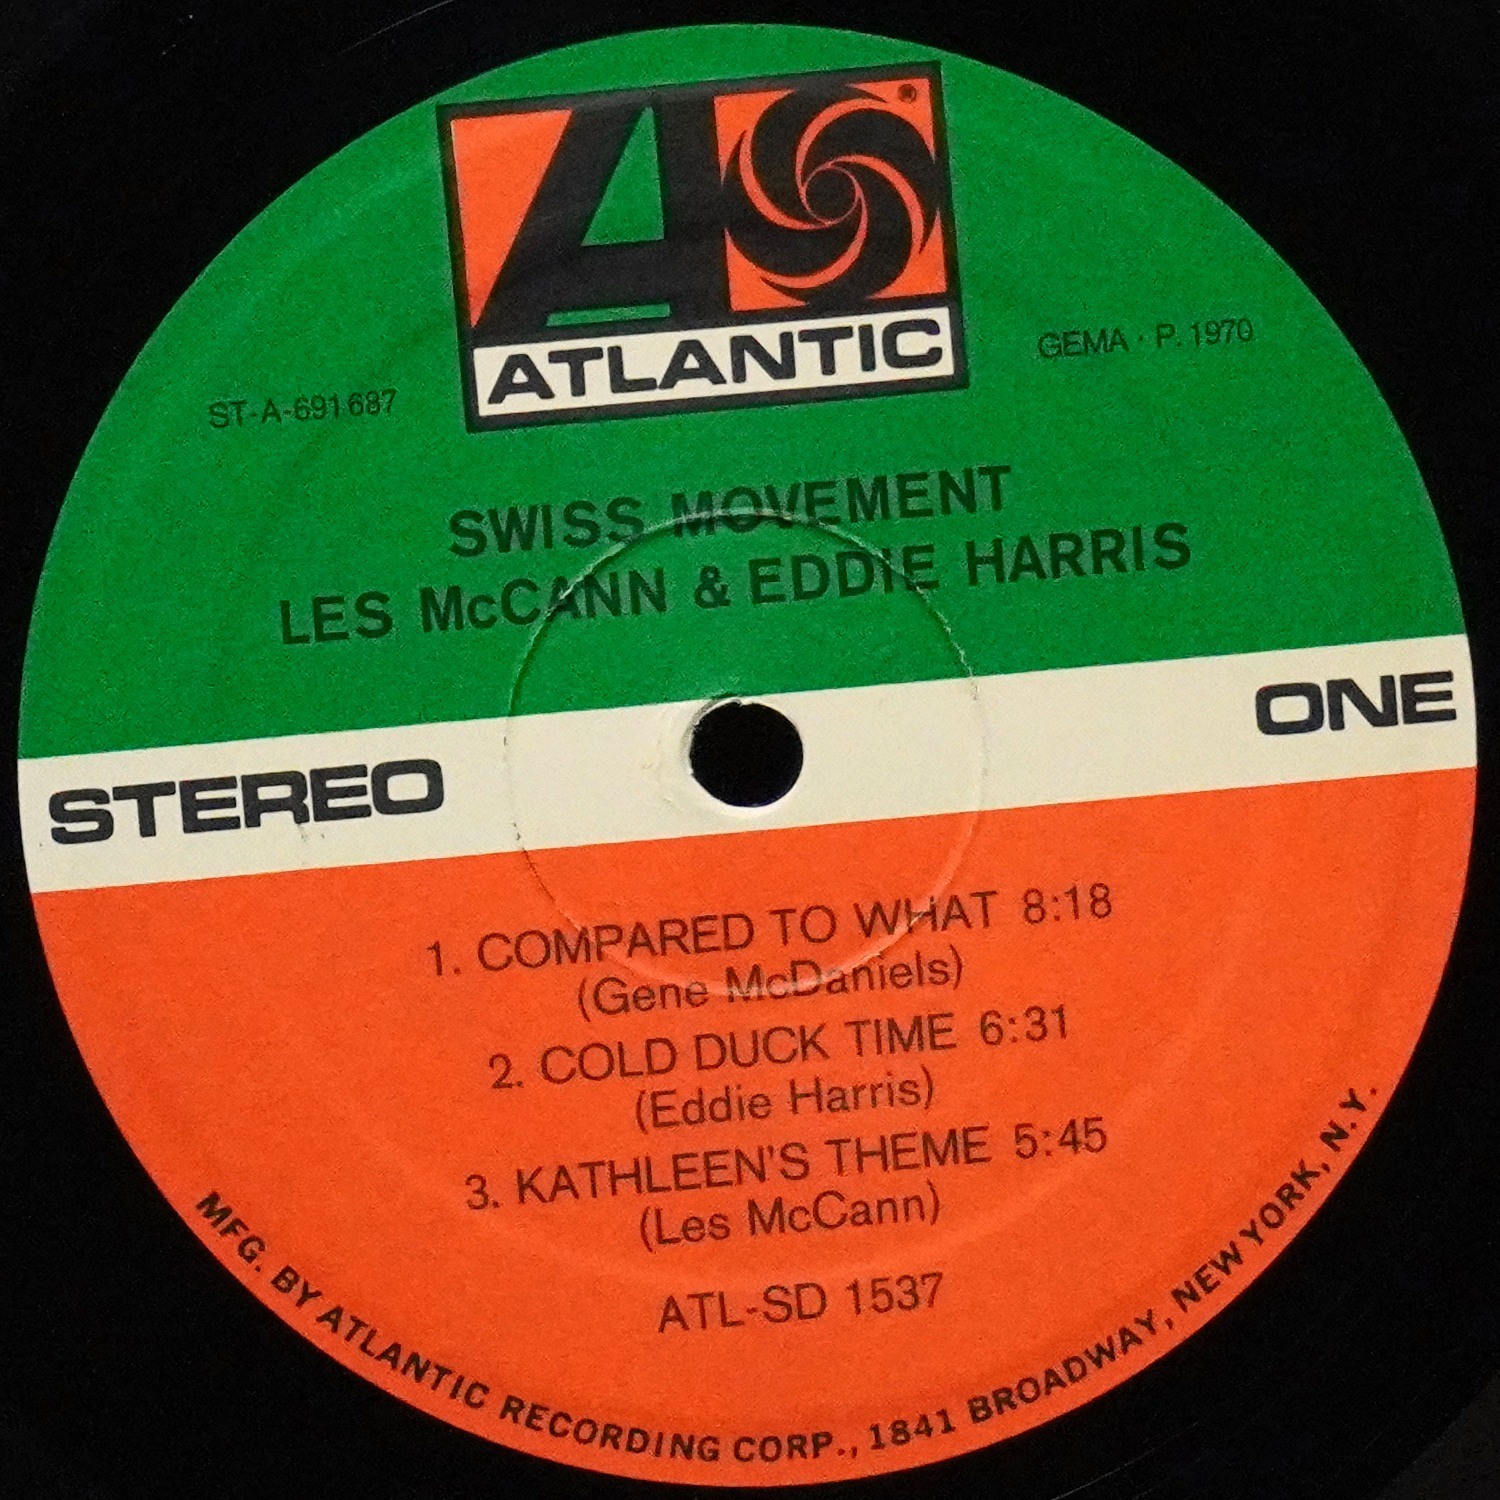 ATLANTIC
ST-A-691687
GEMA · P. 1970
SWISS MOVEMENT
LES McCANN & EDDIE HARRIS
STEREO
ONE
1. COMPARED TO WHAT 8:18
(Gene McDaniels)
2. COLD DUCK TIME 6:31
(Eddie Harris)
3. KATHLEEN'S THEME 5:45
(Les McCann)
ATL-SD 1537
MFG. BY ATLANTIC RECORDING CORP., 1841 BROADWAY, NEW YORK, N.Y.